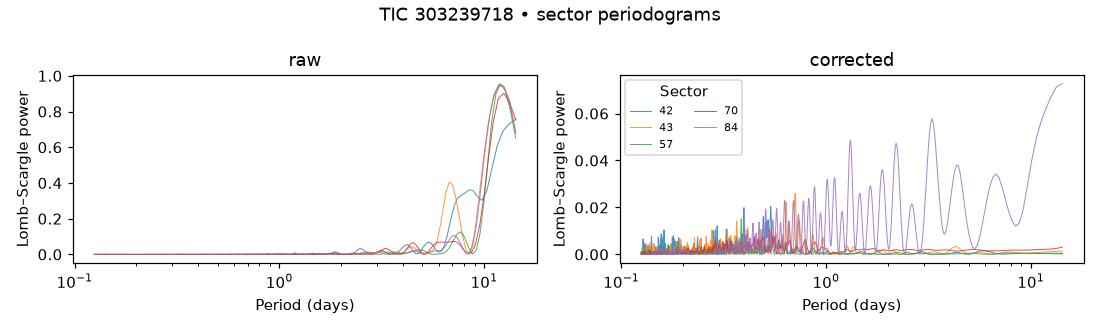 TIC 303239718 • sector periodograms
raw
corrected
Lomb–Scargle power
1.0
0.8
0.6
0.4
0.2
0.0
10⁻¹
10⁰
10¹
Period (days)
Lomb–Scargle power
0.06
0.04
0.02
0.00
10⁻¹
10⁰
10¹
Period (days)
Sector
42
43
57
70
84